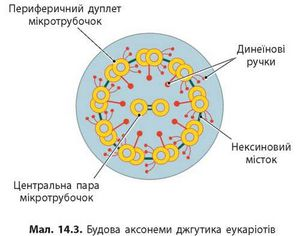 Периферичний дуплет
мікротрубочок
Динеїнові
ручки
Нексиновий
місток
Центральна пара
мікротрубочок
Мал. 14.3. Будова аксонеми джгутика еукаріотів